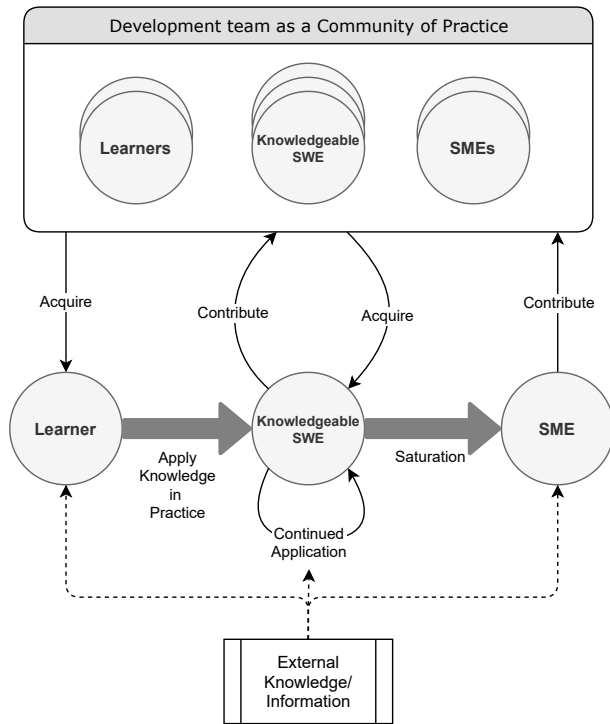 Development team as a Community of Practice
Learners
Knowledgeable
SWE
SMEs
Acquire
Contribute
Acquire
Contribute
Learner
Apply
Knowledge
in
Practice
Knowledgeable
SWE
Saturation
SME
Continued
Application
External
Knowledge/
Information